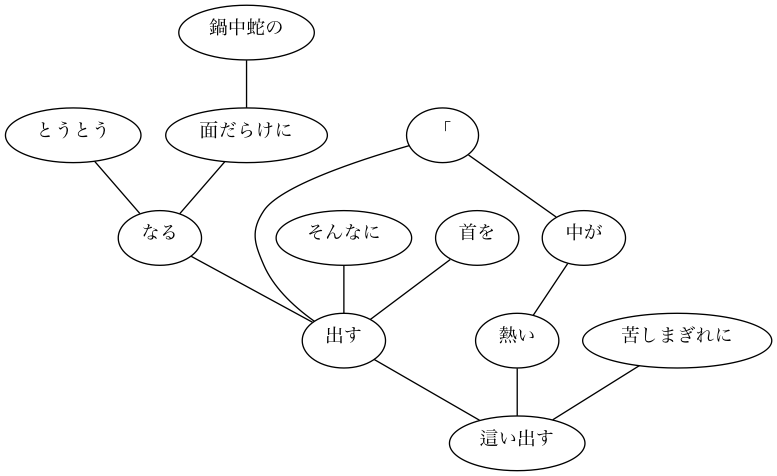 鍋中蛇の
とうとう
面だらけに
「
なる
そんなに
首を
中が
出す
熱い
苦しまぎれに
這い出す